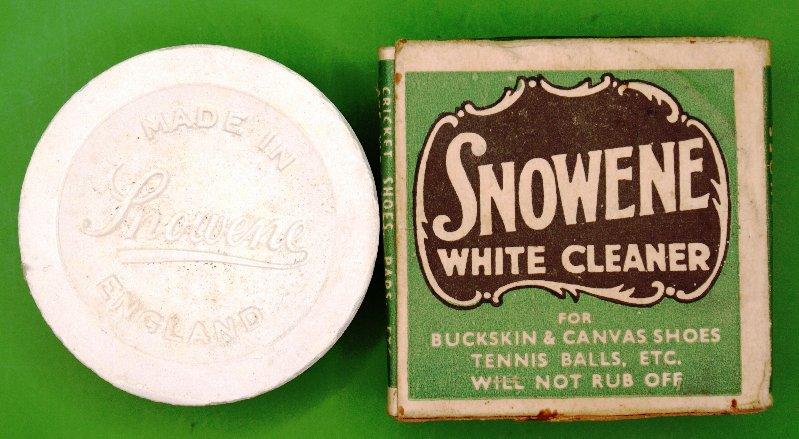 MADE IN
Snowene
ENGLAND
CRICKET SHOES PADS
SNOWENE
WHITE CLEANER
FOR
BUCKSKIN & CANVAS SHOES
TENNIS BALLS, ETC.
WILL NOT RUB OFF